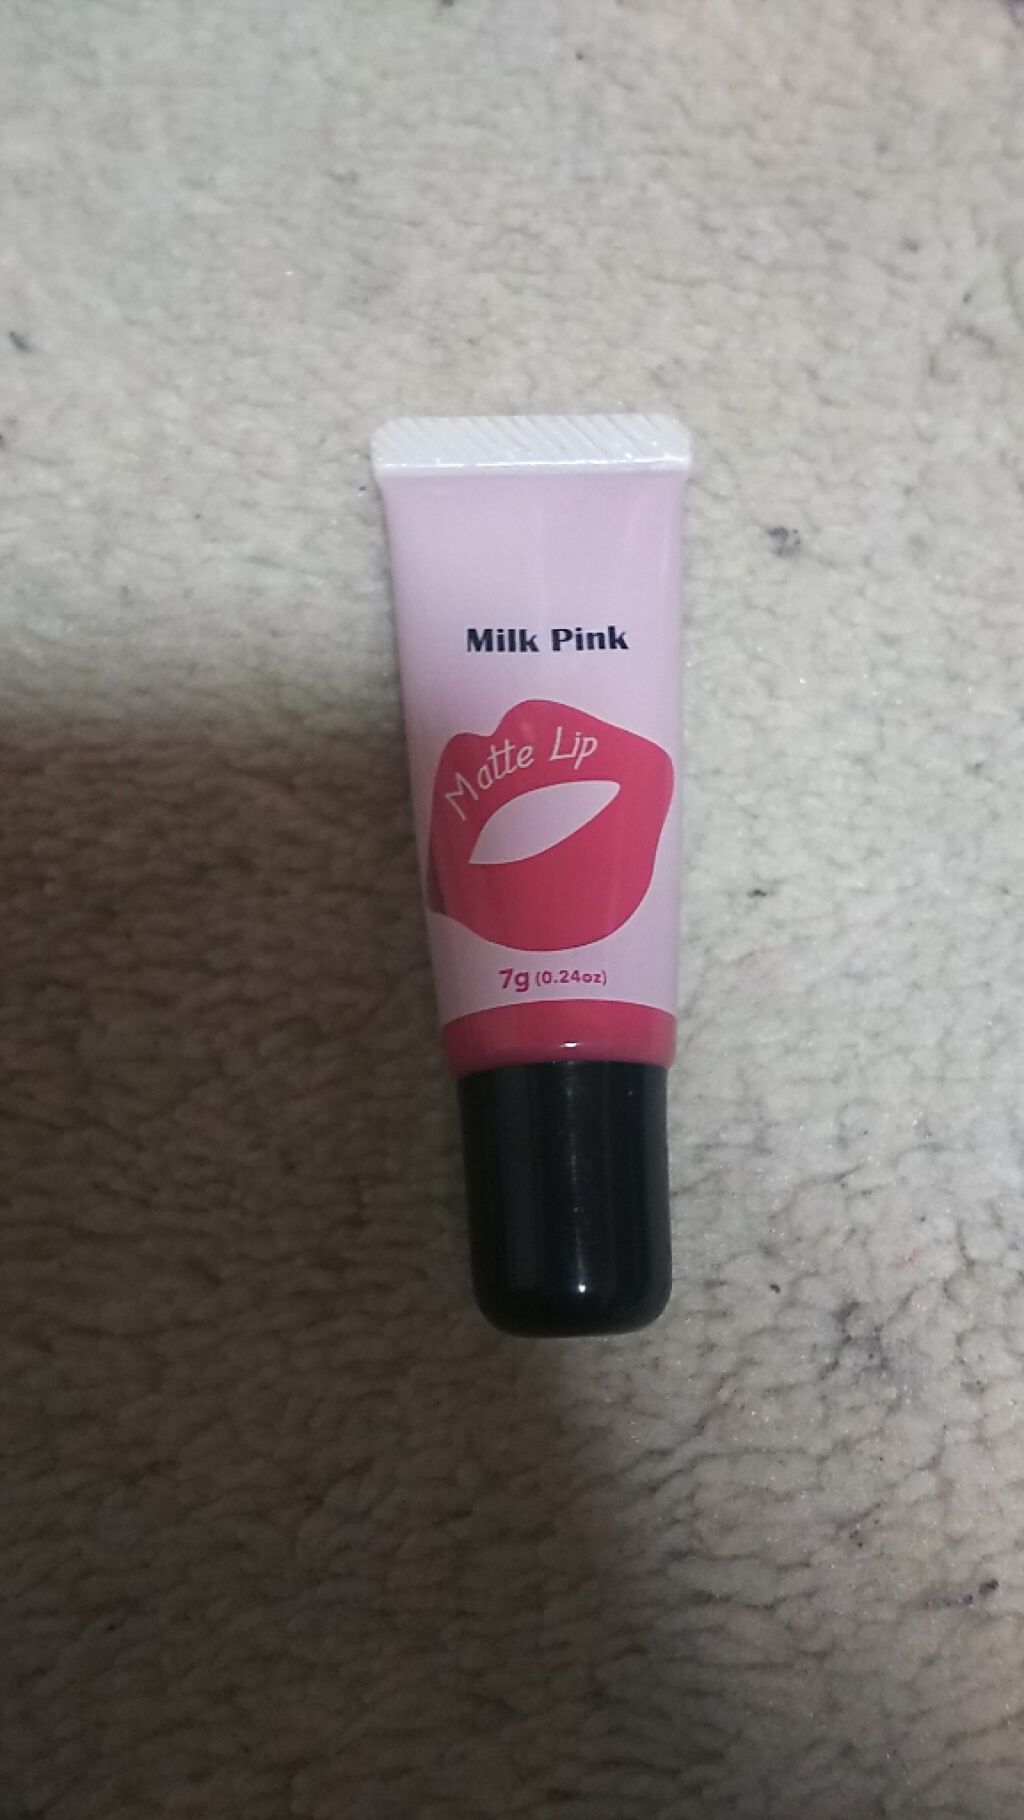 Milk Pink
Matte Lip
7g (0.24oz)